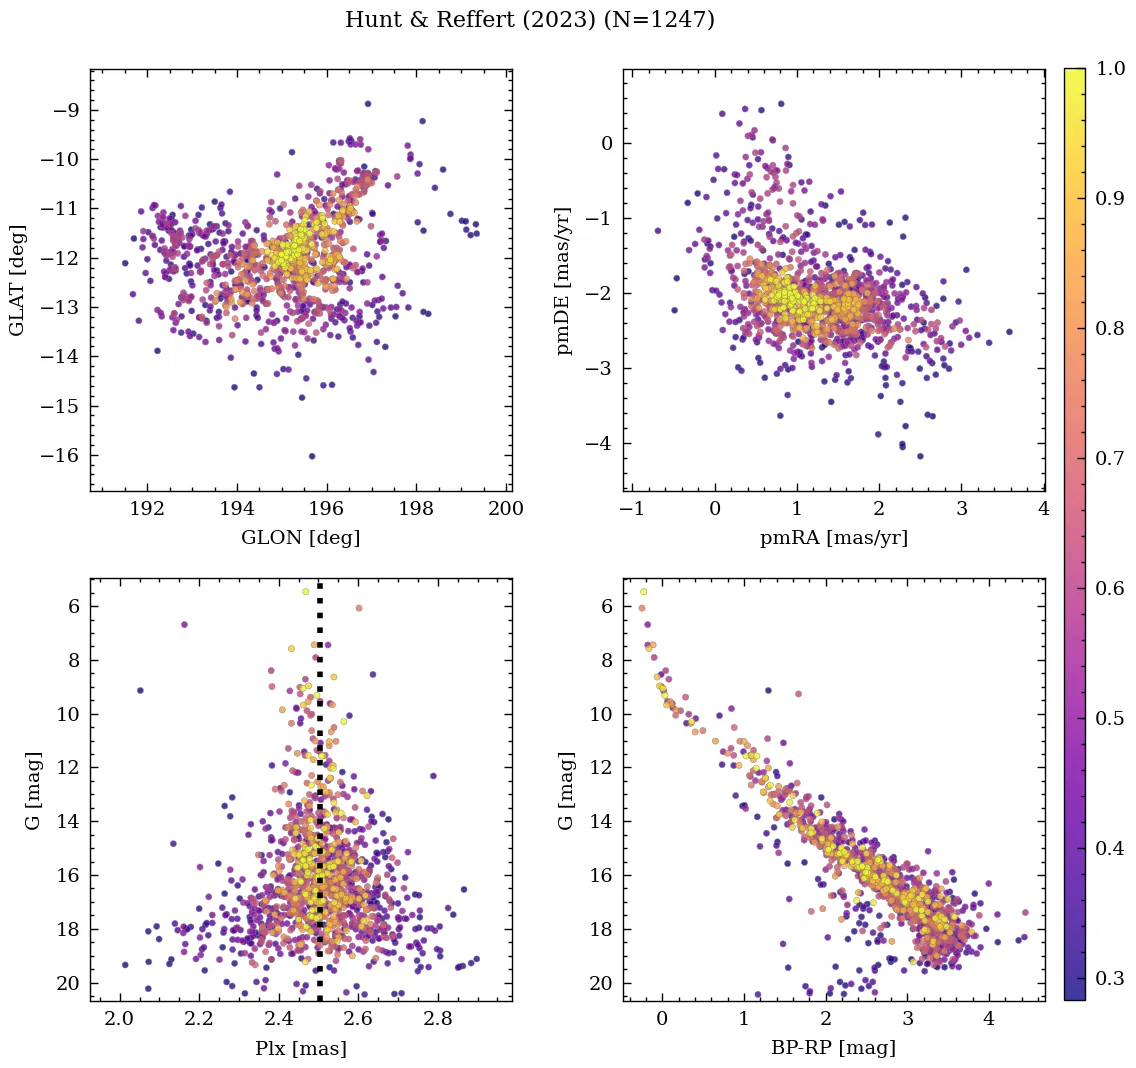 Hunt & Reffert (2023) (N=1247)
−9
−10
−11
−12
−13
−14
−15
−16
GLAT [deg]
192 194 196 198 200
GLON [deg]
0
−1
−2
−3
−4
pmDE [mas/yr]
−1 0 1 2 3 4
pmRA [mas/yr]
6
8
10
12
14
16
18
20
G [mag]
2.0 2.2 2.4 2.6 2.8
Plx [mas]
6
8
10
12
14
16
18
20
G [mag]
0 1 2 3 4
BP-RP [mag]
1.0
0.9
0.8
0.7
0.6
0.5
0.4
0.3